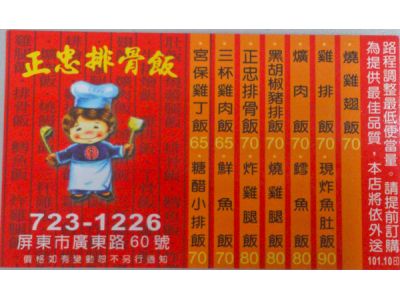 正忠排骨飯
723-1226
屏東市廣東路60號
價格如有變動恕不另行通知
宮保雞丁飯65
糖醋小排飯70
三杯雞肉飯65
鮮魚飯70
正忠排骨飯70
炸雞腿飯80
黑胡椒豬排70
滷雞腿飯80
爌肉飯70
鱈魚飯80
雞排飯70
現炸魚肚飯90
燒雞翅飯70
路程調整最低便當量。請提前訂購
為提供最佳品質，本店將依外送
101.10印